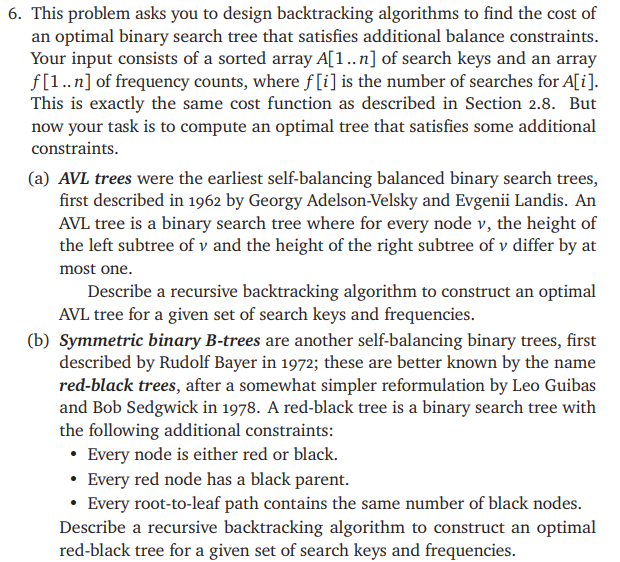 6. This problem asks you to design backtracking algorithms to find the cost of
an optimal binary search tree that satisfies additional balance constraints.
Your input consists of a sorted array A[1..n] of search keys and an array
f[1..n] of frequency counts, where f[i] is the number of searches for A[i].
This is exactly the same cost function as described in Section 2.8. But
now your task is to compute an optimal tree that satisfies some additional
constraints.
(a) AVL trees were the earliest self-balancing balanced binary search trees,
first described in 1962 by Georgy Adelson-Velsky and Evgenii Landis. An
AVL tree is a binary search tree where for every node v, the height of
the left subtree of v and the height of the right subtree of v differ by at
most one.
Describe a recursive backtracking algorithm to construct an optimal
AVL tree for a given set of search keys and frequencies.
(b) Symmetric binary B-trees are another self-balancing binary trees, first
described by Rudolf Bayer in 1972; these are better known by the name
red-black trees, after a somewhat simpler reformulation by Leo Guibas
and Bob Sedgwick in 1978. A red-black tree is a binary search tree with
the following additional constraints:
• Every node is either red or black.
• Every red node has a black parent.
• Every root-to-leaf path contains the same number of black nodes.
Describe a recursive backtracking algorithm to construct an optimal
red-black tree for a given set of search keys and frequencies.